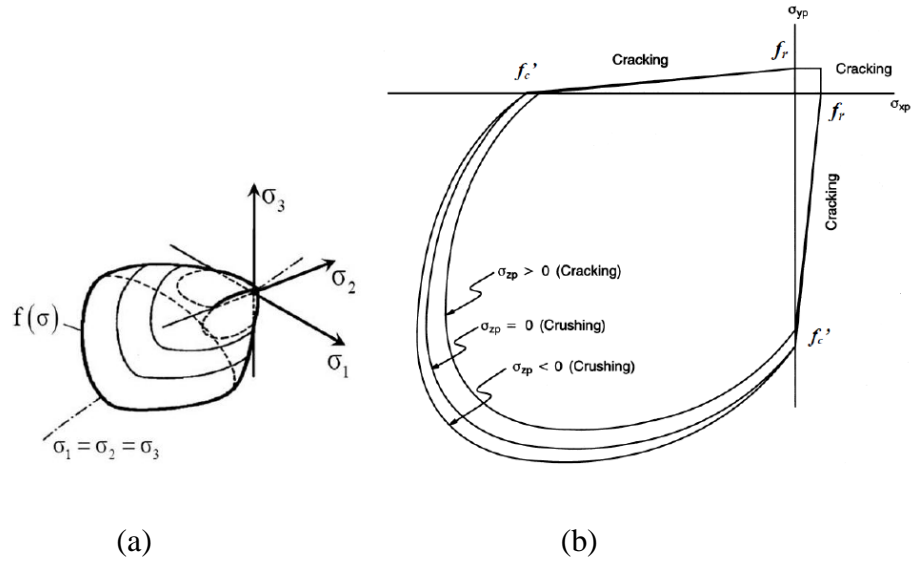 σ₃
σ₂
f(σ)
σ₁
σ₁ = σ₂ = σ₃
(a)
σyp
fr
Cracking
fc’
Cracking
σxp
fr
Cracking
σzp > 0 (Cracking)
σzp = 0 (Crushing)
fc’
σzp < 0 (Crushing)
(b)